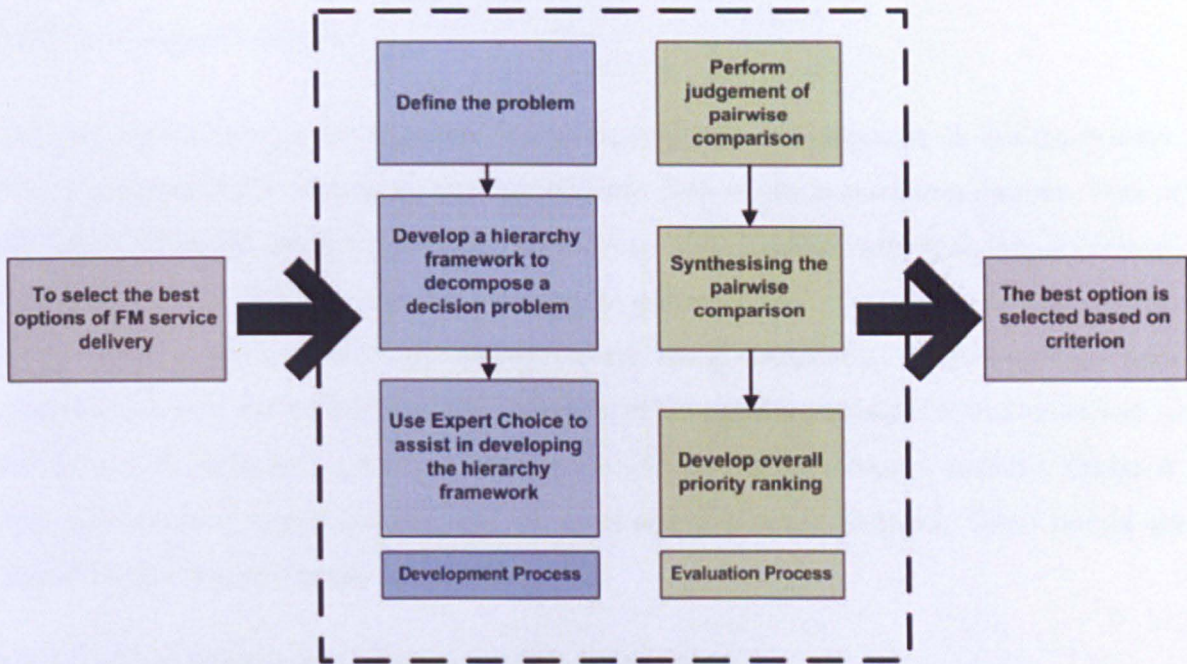 To select the best
options of FM service
delivery
Define the problem
Develop a hierarchy
framework to
decompose a
decision problem
Use Expert Choice to
assist in developing
the hierarchy
framework
Development Process
Perform
judgement of
pairwise
comparison
Synthesising the
pairwise
comparison
Develop overall
priority ranking
Evaluation Process
The best option is
selected based on
criterion